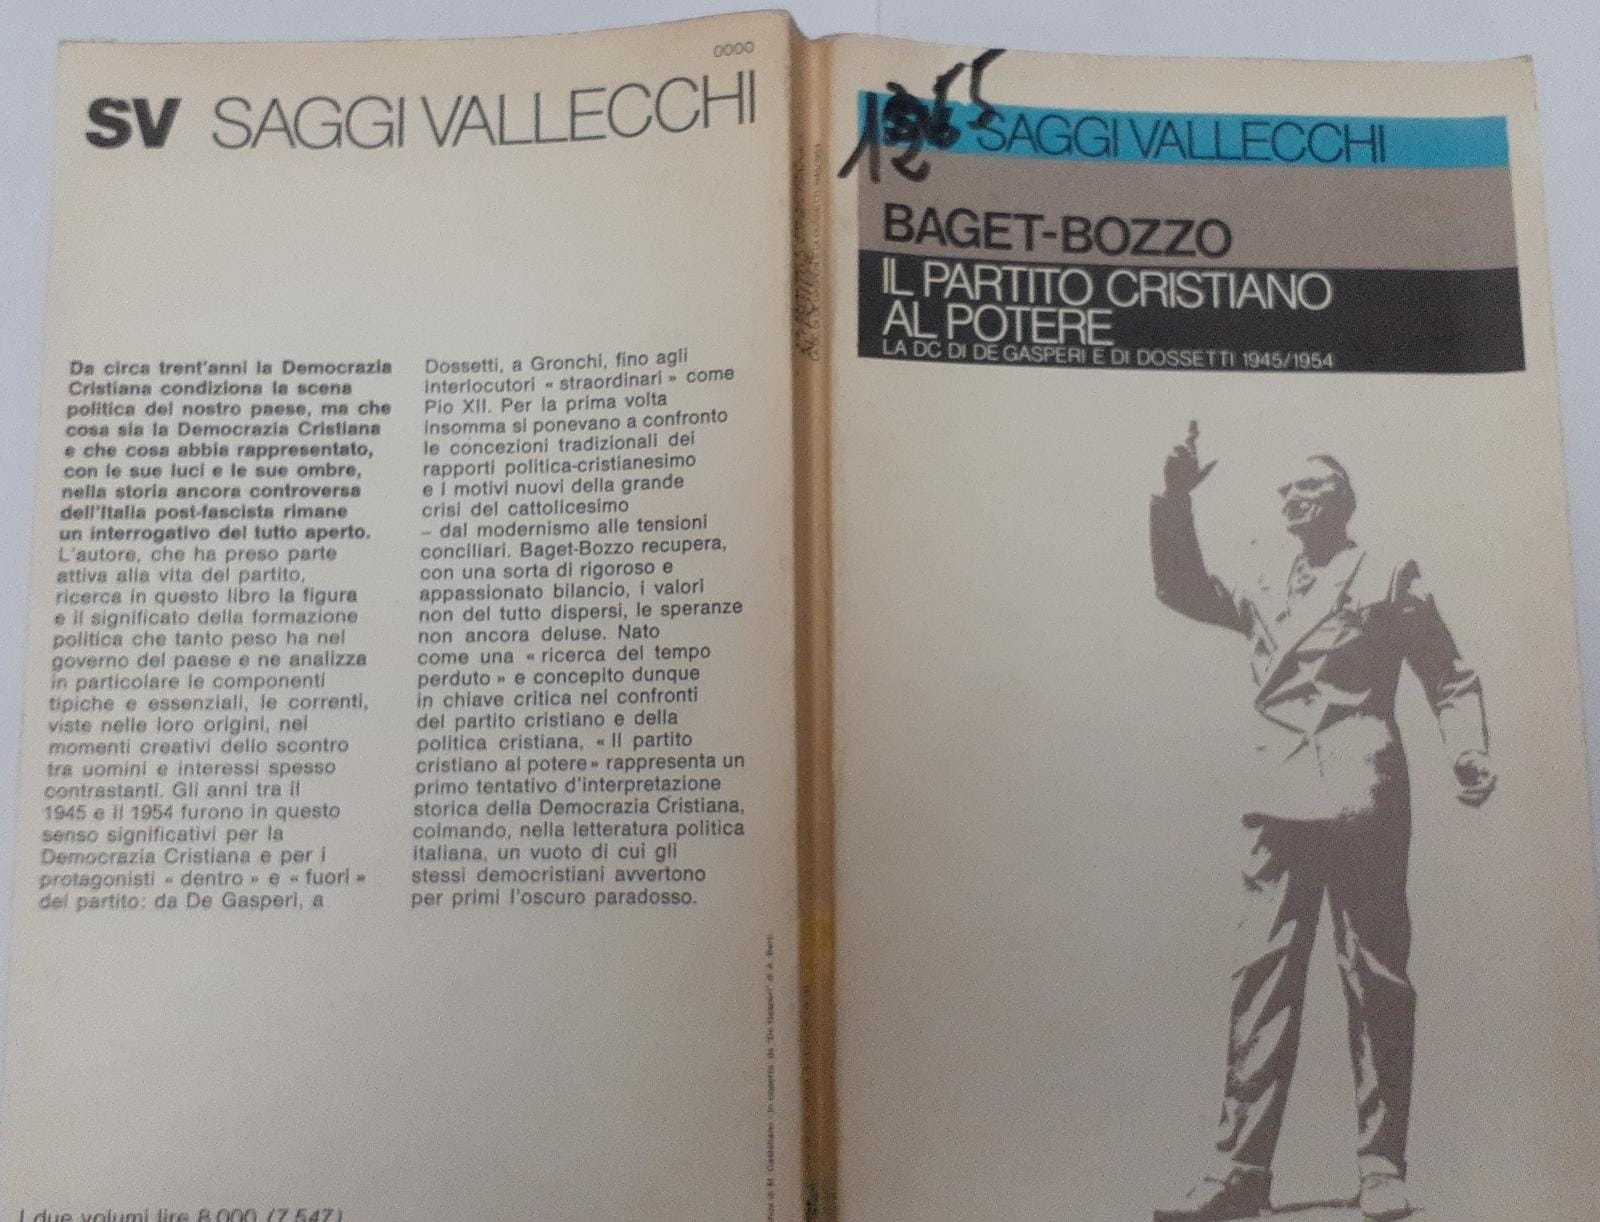 0000
SV SAGGI VALLECCHI
Da circa trent'anni la Democrazia
Cristiana condiziona la scena
politica del nostro paese, ma che
cosa sia la Democrazia Cristiana
e che cosa abbia rappresentato,
con le sue luci e le sue ombre,
nella storia ancora controversa
dell'Italia post-fascista rimane
un interrogativo del tutto aperto.
L'autore, che ha preso parte
attiva alla vita del partito,
ricerca in questo libro la figura
e il significato della formazione
politica che tanto peso ha nel
governo del paese e ne analizza
in particolare le componenti
tipiche e essenziali, le correnti,
viste nelle loro origini, nei
momenti creativi dello scontro
tra uomini e interessi spesso
contrastanti. Gli anni tra il
1945 e il 1954 furono in questo
senso significativi per la
Democrazia Cristiana e per i
protagonisti « dentro » e « fuori »
del partito: da De Gasperi, a
Dossetti, a Gronchi, fino agli
interlocutori « straordinari » come
Pio XII. Per la prima volta
insomma si ponevano a confronto
le concezioni tradizionali dei
rapporti politica-cristianesimo
e i motivi nuovi della grande
crisi del cattolicesimo
– dal modernismo alle tensioni
conciliari. Baget-Bozzo recupera,
con una sorta di rigoroso e
appassionato bilancio, i valori
non del tutto dispersi, le speranze
non ancora deluse. Nato
come una « ricerca del tempo
perduto » e concepito dunque
in chiave critica nei confronti
del partito cristiano e della
politica cristiana, « Il partito
cristiano al potere » rappresenta un
primo tentativo d'interpretazione
storica della Democrazia Cristiana,
colmando, nella letteratura politica
italiana, un vuoto di cui gli
stessi democristiani avvertono
per primi l'oscuro paradosso.
I due volumi lire 8.000 (7.547)
SAGGI VALLECCHI
BAGET-BOZZO
IL PARTITO CRISTIANO
AL POTERE
LA DC DI DE GASPERI E DI DOSSETTI 1945/1954